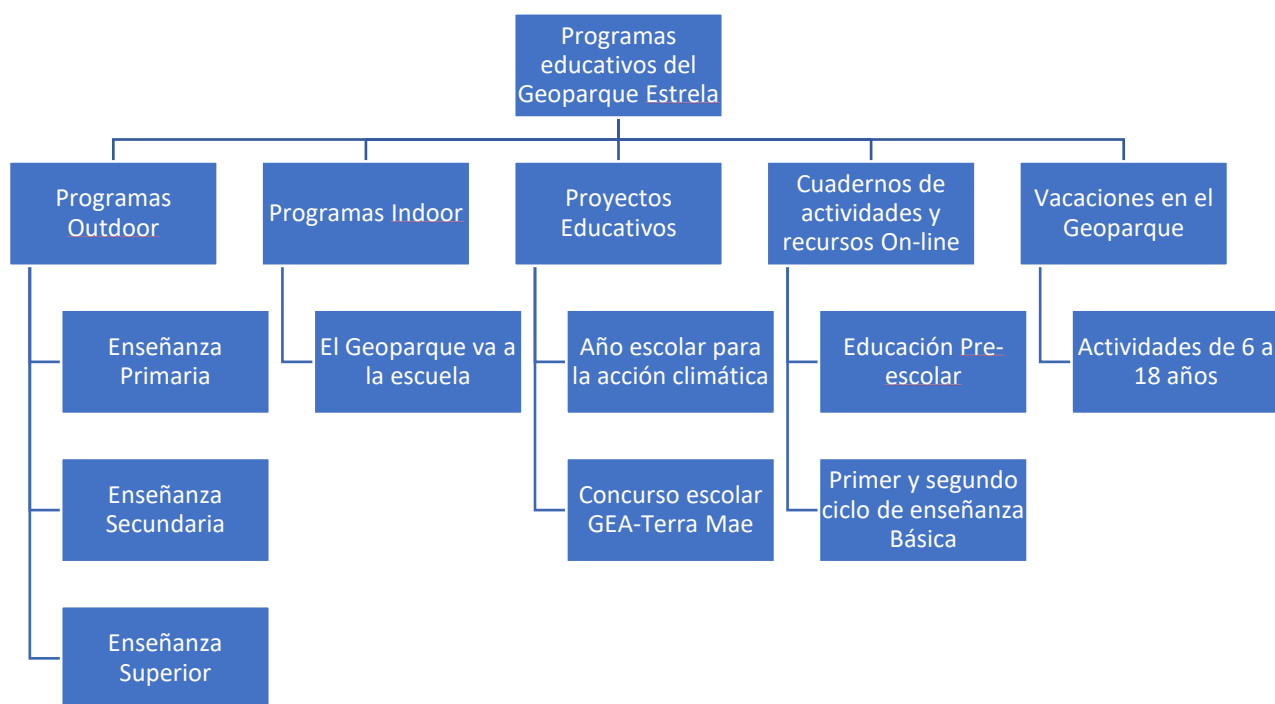 Programas
educativos del
Geoparque Estrela
Programas
Outdoor
Programas Indoor
Proyectos
Educativos
Cuadernos de
actividades y
recursos On-line
Vacaciones en el
Geoparque
Enseñanza
Primaria
El Geoparque va a
la escuela
Año escolar para
la acción climática
Educación Pre-
escolar
Actividades de 6 a
18 años
Enseñanza
Secundaria
Concurso escolar
GEA-Terra Mae
Primer y segundo
ciclo de enseñanza
Básica
Enseñanza
Superior